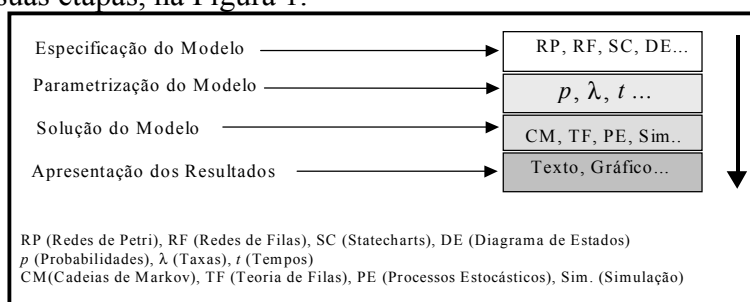 suas etapas, na Figura 1.
Especificação do Modelo RP, RF, SC, DE...
Parametrização do Modelo p, λ, t ...
Solução do Modelo CM, TF, PE, Sim..
Apresentação dos Resultados Texto, Gráfico...
RP (Redes de Petri), RF (Redes de Filas), SC (Statecharts), DE (Diagrama de Estados)
p (Probabilidades), λ (Taxas), t (Tempos)
CM(Cadeias de Markov), TF (Teoria de Filas), PE (Processos Estocásticos), Sim. (Simulação)